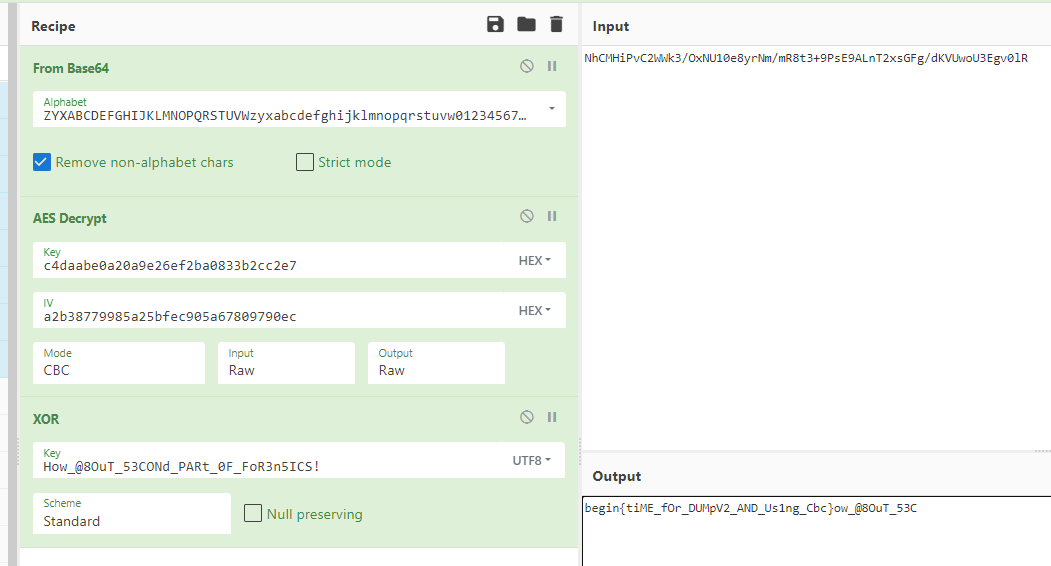 Recipe
From Base64
Alphabet
ZYXABCDEFGHIJKLMNOPQRSTUVWzyxabcdefghijklmnopqrstuvw01234567…
Remove non-alphabet chars
Strict mode
AES Decrypt
Key
c4daabe0a20a9e26ef2ba0833b2cc2e7
HEX
IV
a2b38779985a25bfec905a67809790ec
HEX
Mode
CBC
Input
Raw
Output
Raw
XOR
Key
How_@8OuT_53CONd_PARt_0F_FoR3n5ICS!
UTF8
Scheme
Standard
Null preserving
Input
NhCMHiPvC2WWk3/OxNU10e8yrNm/mR8t3+9PsE9ALnT2xsGFg/dKVUwoU3Egv0lR
Output
begin{tiME_fOr_DUMpV2_AND_Us1ng_Cbc}ow_@8OuT_53C